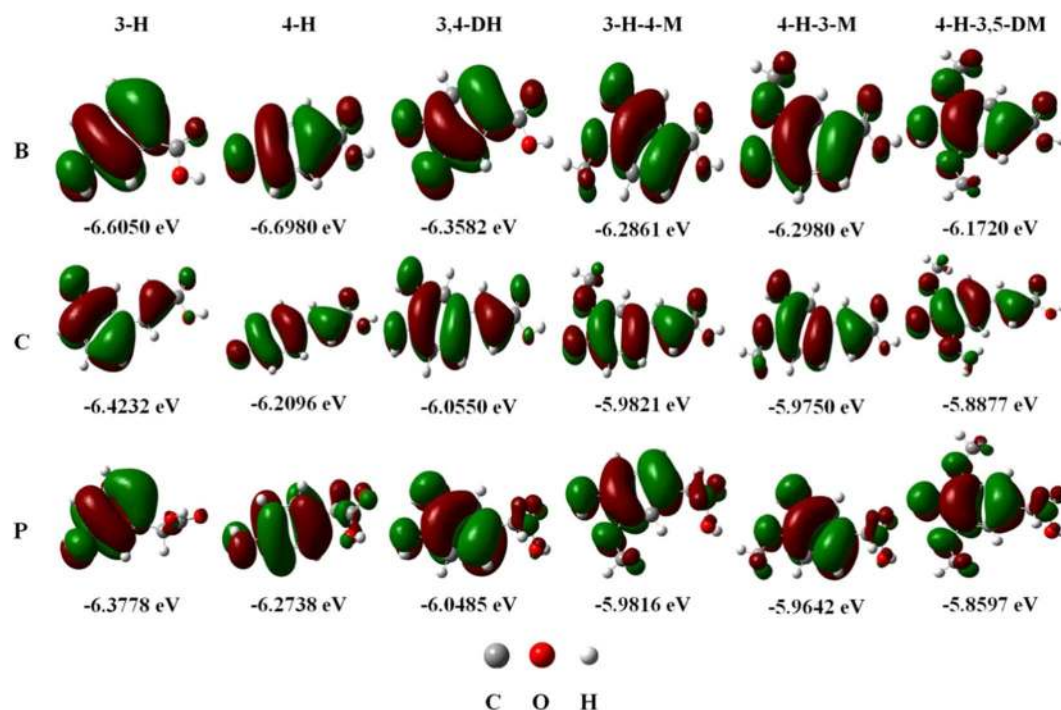 3-H 4-H 3,4-DH 3-H-4-M 4-H-3-M 4-H-3,5-DM
B
-6.6050 eV -6.6980 eV -6.3582 eV -6.2861 eV -6.2980 eV -6.1720 eV
C
-6.4232 eV -6.2096 eV -6.0550 eV -5.9821 eV -5.9750 eV -5.8877 eV
P
-6.3778 eV -6.2738 eV -6.0485 eV -5.9816 eV -5.9642 eV -5.8597 eV
C O H